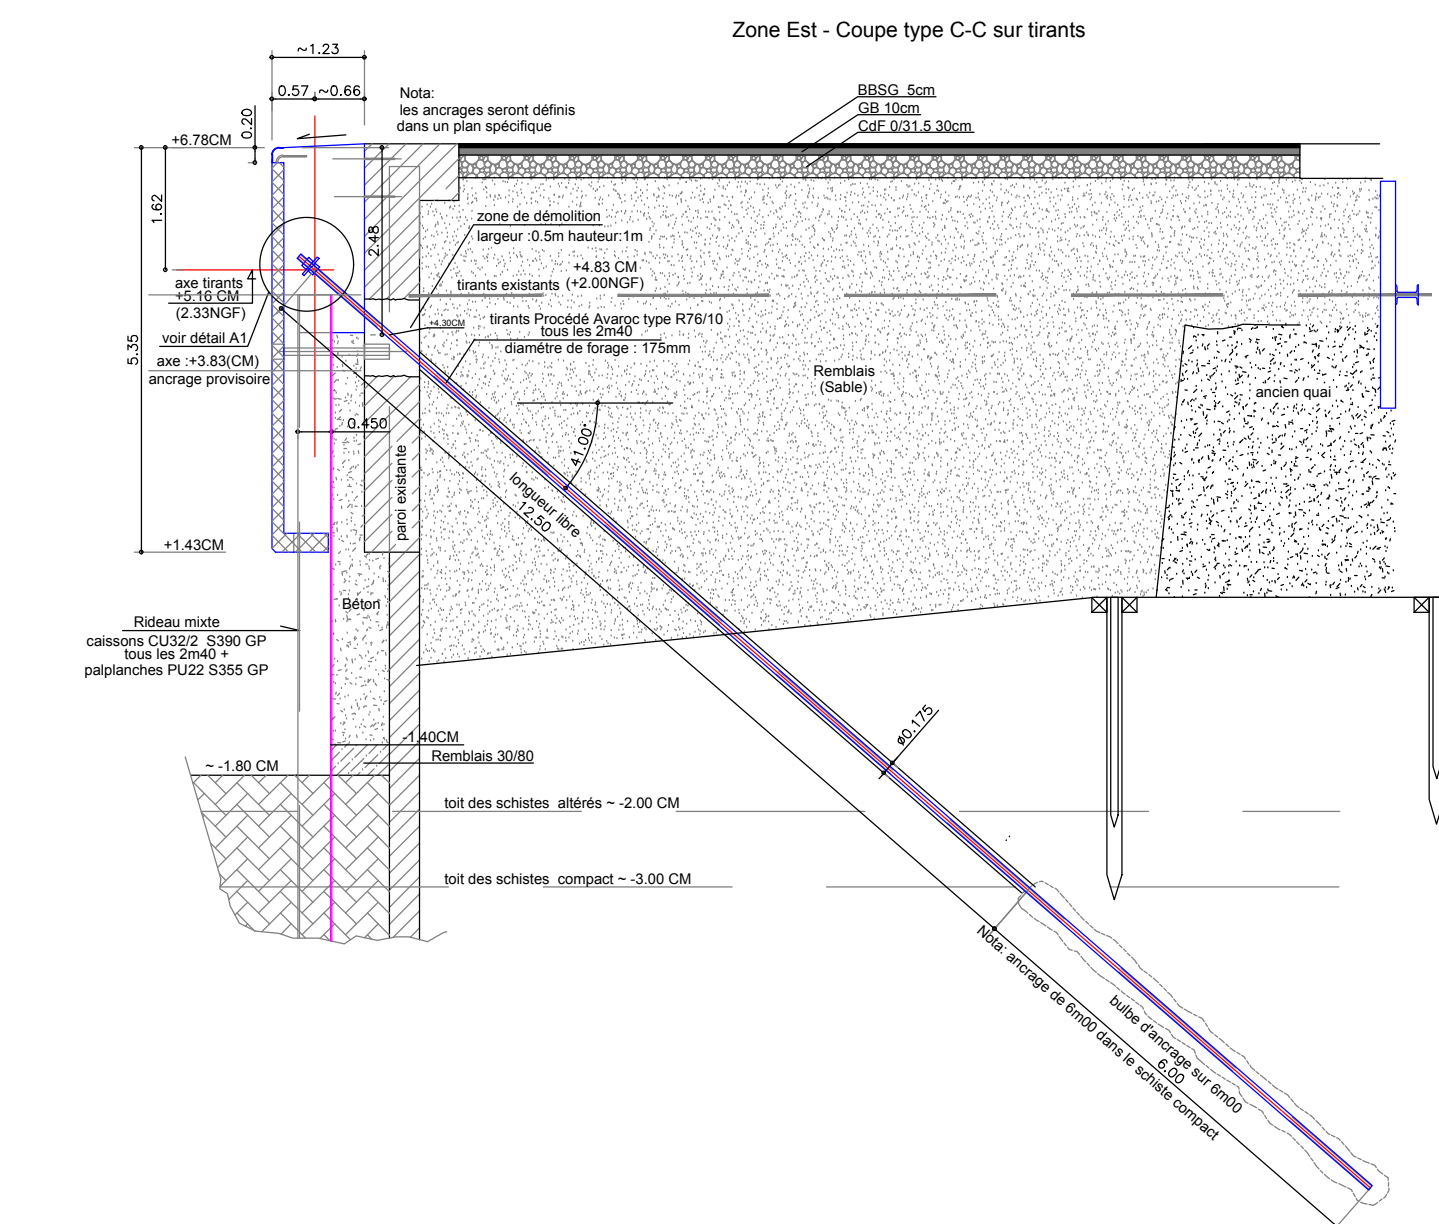 Zone Est - Coupe type C-C sur tirants
~1.23
0.57
~0.66
0.20
Nota:
les ancrages seront définis
dans un plan spécifique
BBSG 5cm
GB 10cm
CdF 0/31.5 30cm
+6.78CM
1.62
2.48
zone de démolition
largeur :0.5m hauteur:1m
+4.83 CM
tirants existants
(+2.00NGF)
axe tirants
+5.16 CM
(2.33NGF)
+4.30CM
tirants Procédé Avaroc type R76/10
tous les 2m40
diamétre de forage : 175mm
voir détail A1
5.35
axe :+3.83(CM)
ancrage provisoire
Remblais
(Sable)
ancien quai
0.450
41.00°
paroi existante
longueur libre
12.50
+1.43CM
Béton
Rideau mixte
caissons CU32/2 S390 GP
tous les 2m40 +
palplanches PU22 S355 GP
ø0.175
-1.40CM
Remblais 30/80
~ -1.80 CM
toit des schistes altérés ~ -2.00 CM
toit des schistes compact ~ -3.00 CM
Nota: ancrage de 6m00 dans le schiste compact
bulbe d'ancrage sur 6m00
6.00